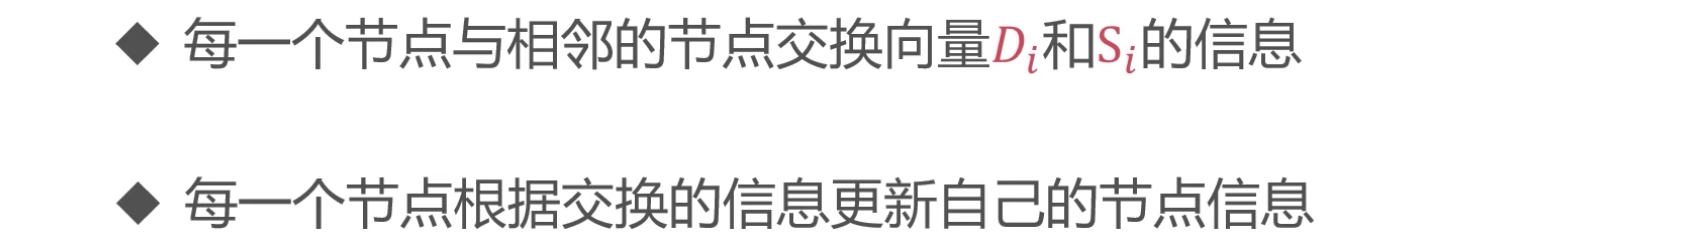 ◆ 每一个节点与相邻的节点交换向量Dᵢ和Sᵢ的信息
◆ 每一个节点根据交换的信息更新自己的节点信息